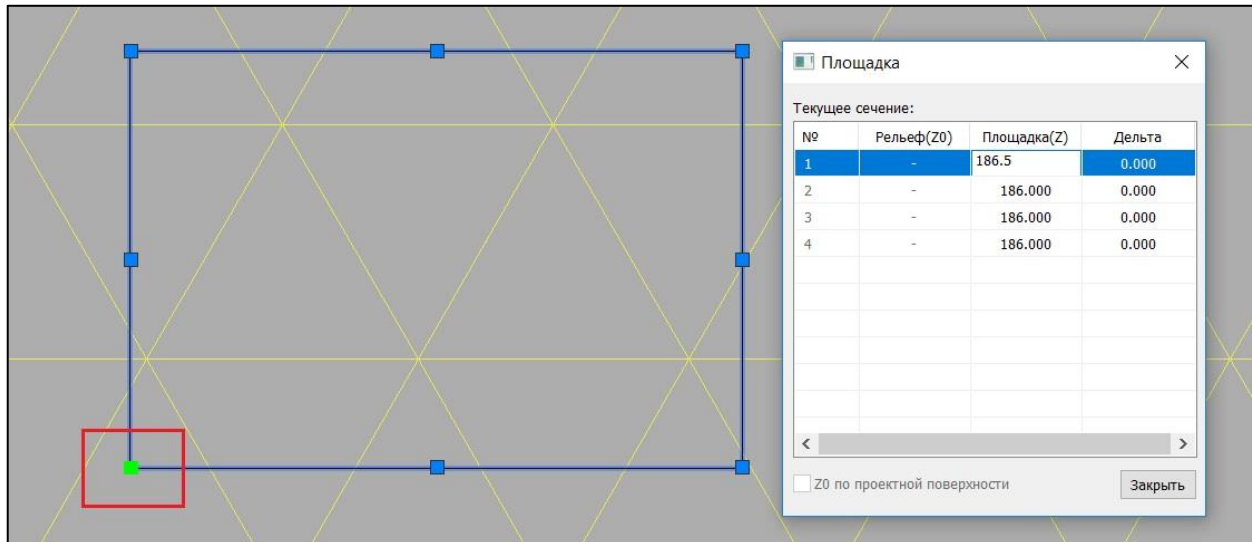 Площадка
Текущее сечение:
№ Рельеф(Z0) Площадка(Z) Дельта
1 - 186.5 0.000
2 - 186.000 0.000
3 - 186.000 0.000
4 - 186.000 0.000
Z0 по проектной поверхности
Закрыть